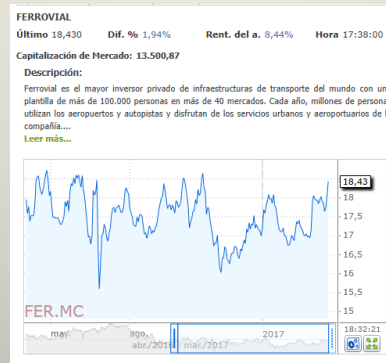 FERROVIAL
Último 18,430 Dif. % 1,94% Rent. del a. 8,44% Hora 17:38:00
Capitalización de Mercado: 13.500,87
Descripción:
Ferrovial es el mayor inversor privado de infraestructuras de transporte del mundo con un
plantilla de más de 100.000 personas en más de 40 mercados. Cada año, millones de persona
utilizan los aeropuertos y autopistas y disfrutan de los servicios urbanos y aeroportuarios de l
compañía....
Leer más...
18,43
18
17,5
17
16,5
16
15,5
15
FER.MC
may. ago. 2017
abr./2016 - mar./2017
18:32:21